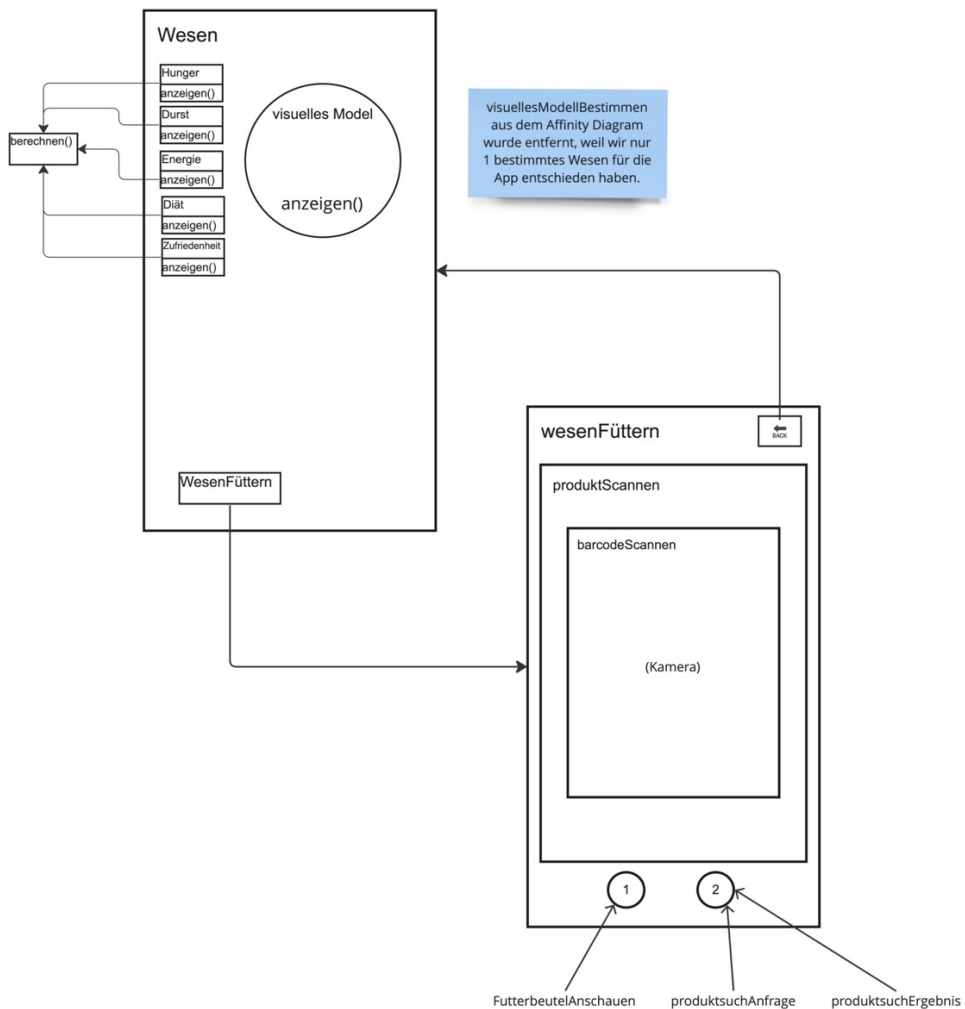 Wesen
Hunger
anzeigen()
Durst
anzeigen()
Energie
anzeigen()
Diät
anzeigen()
Zufriedenheit
anzeigen()
berechnen()
visuelles Model
anzeigen()
WesenFüttern
visuellesModellBestimmen
aus dem Affinity Diagram
wurde entfernt, weil wir nur
1 bestimmtes Wesen für die
App entschieden haben.
wesenFüttern
BACK
produktScannen
barcodeScannen
(Kamera)
1
2
FutterbeutelAnschauen
produktsuchAnfrage
produktsuchErgebnis